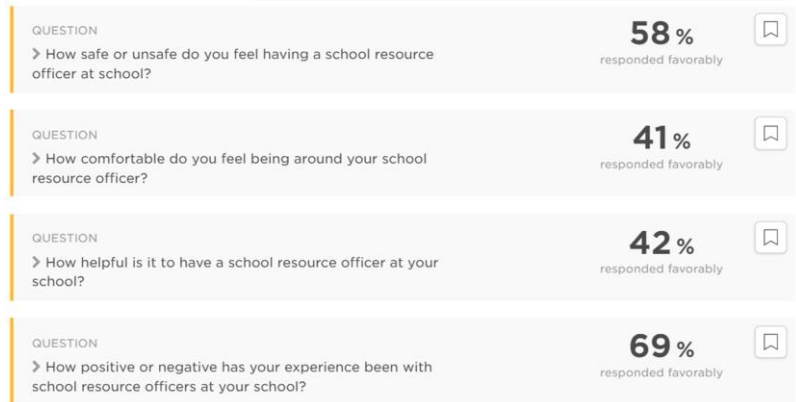 QUESTION
58 %
> How safe or unsafe do you feel having a school resource
officer at school?
responded favorably
QUESTION
41 %
> How comfortable do you feel being around your school
resource officer?
responded favorably
QUESTION
42 %
> How helpful is it to have a school resource officer at your
school?
responded favorably
QUESTION
69 %
> How positive or negative has your experience been with
school resource officers at your school?
responded favorably